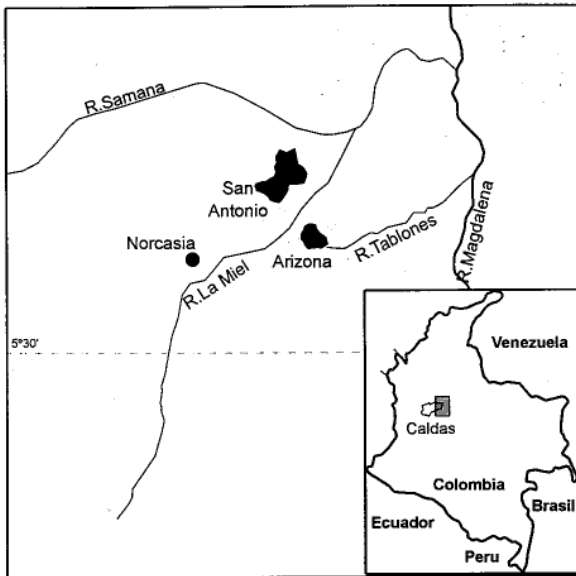 R.Samana
San
Antonio
Norcasia
Arizona
R.La Miel
R.Tablones
R.Magdalena
5°30'
Venezuela
Caldas
Colombia
Brasil
Ecuador
Peru